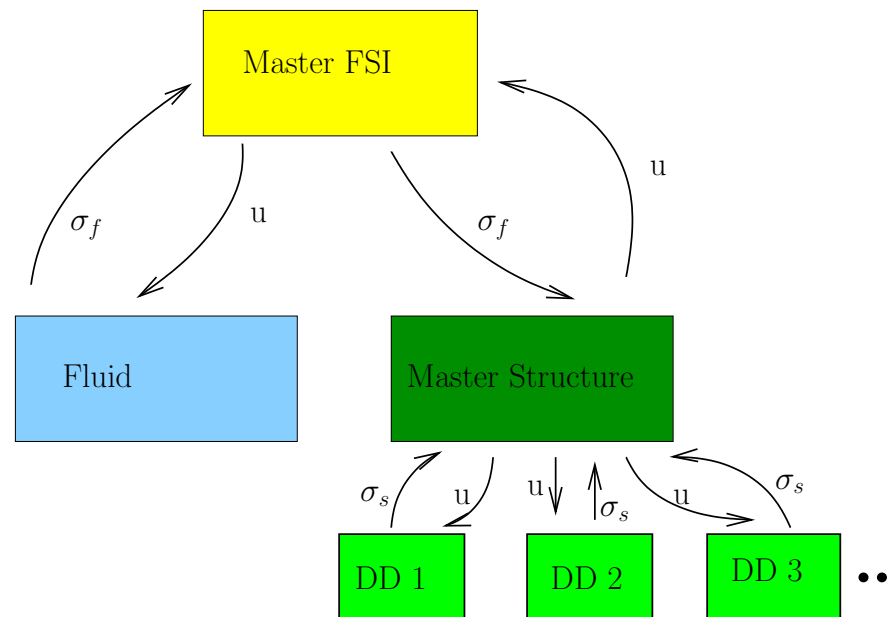 Master FSI
u
σ_f
u
σ_f
Fluid
Master Structure
σ_s
u
u
σ_s
u
σ_s
DD 1
DD 2
DD 3